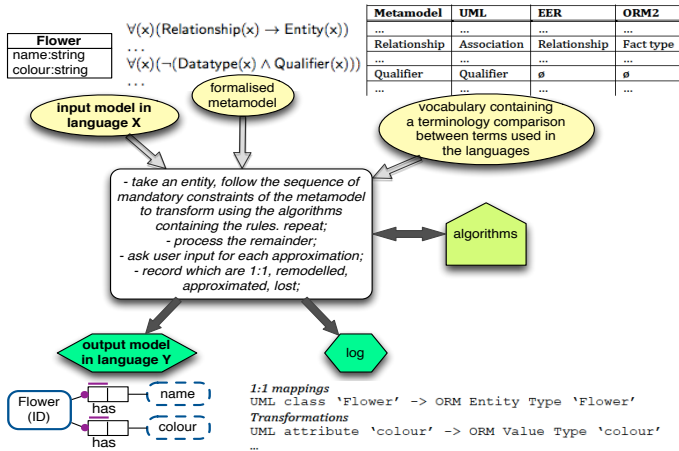 Flower
name:string
colour:string
∀(x)(Relationship(x) → Entity(x))
...
∀(x)(¬(Datatype(x) ∧ Qualifier(x)))
...
Metamodel UML EER ORM2
... ... ... ...
Relationship Association Relationship Fact type
... ... ... ...
Qualifier Qualifier ø ø
... ... ... ...
input model in
language X
formalised
metamodel
vocabulary containing
a terminology comparison
between terms used in
the languages
- take an entity, follow the sequence of
mandatory constraints of the metamodel
to transform using the algorithms
containing the rules. repeat;
- process the remainder;
- ask user input for each approximation;
- record which are 1:1, remodelled,
approximated, lost;
algorithms
output model
in language Y
log
Flower
(ID)
has
name
has
colour
1:1 mappings
UML class ‘Flower’ -> ORM Entity Type ‘Flower’
Transformations
UML attribute ‘colour’ -> ORM Value Type ‘colour’
…